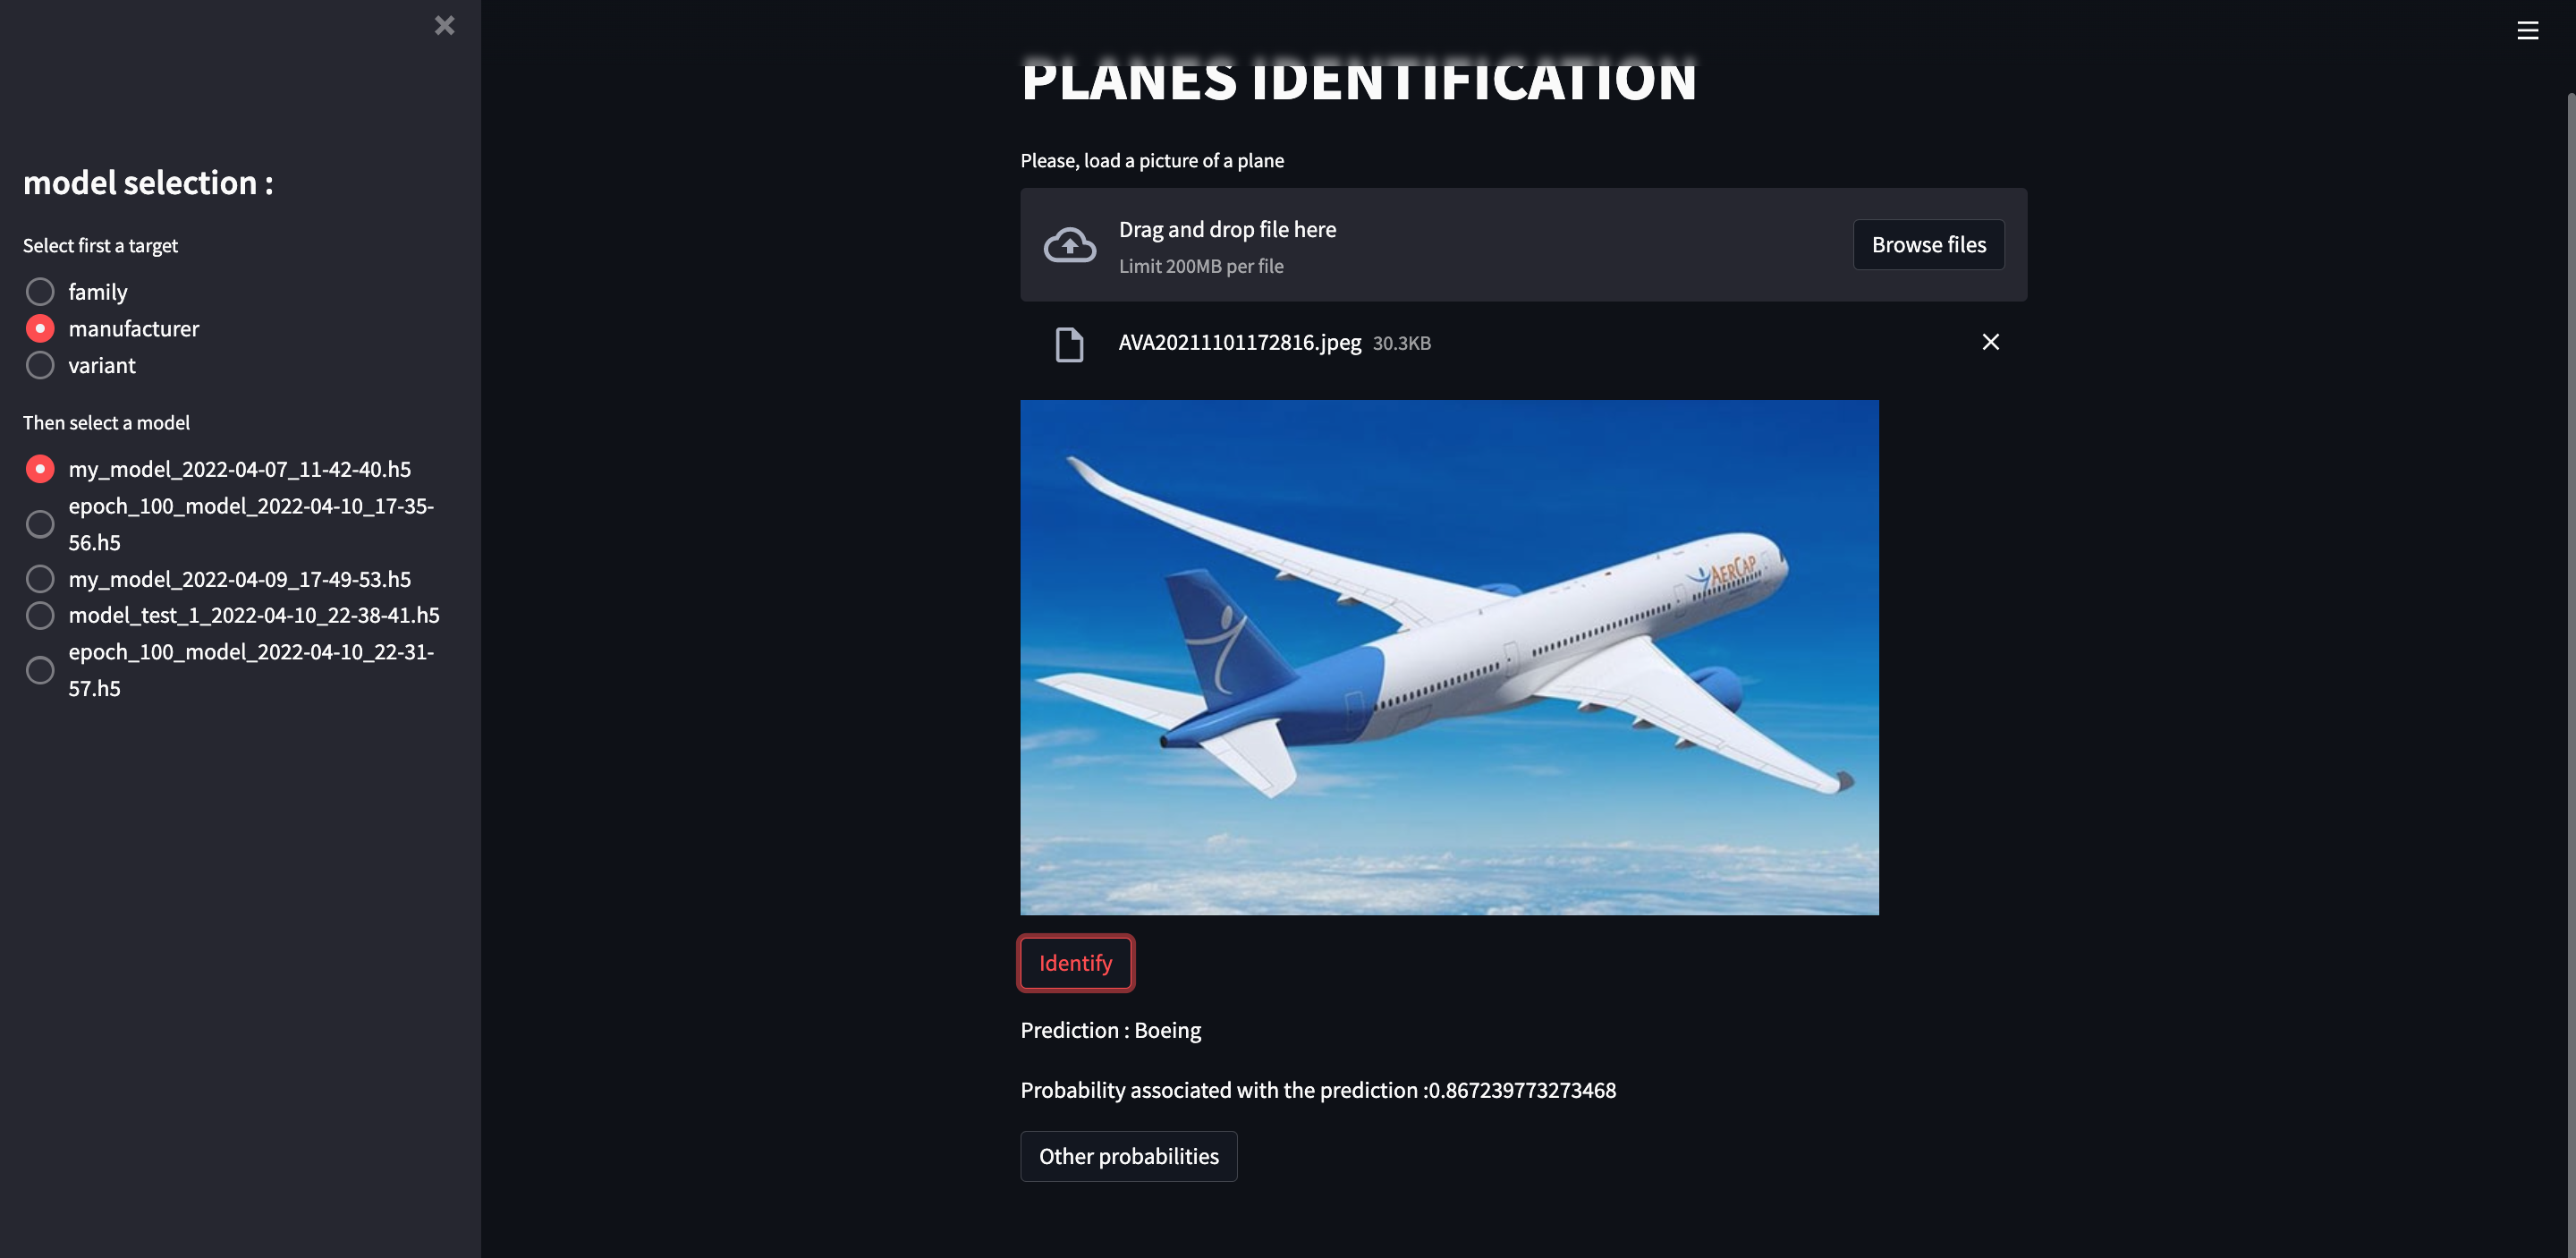 model selection :
Select first a target
family
manufacturer
variant
Then select a model
my_model_2022-04-07_11-42-40.h5
epoch_100_model_2022-04-10_17-35-
56.h5
my_model_2022-04-09_17-49-53.h5
model_test_1_2022-04-10_22-38-41.h5
epoch_100_model_2022-04-10_22-31-
57.h5
PLANES IDENTIFICATION
Please, load a picture of a plane
Drag and drop file here
Limit 200MB per file
Browse files
AVA20211101172816.jpeg 30.3KB
AERCAP
Identify
Prediction : Boeing
Probability associated with the prediction :0.867239773273468
Other probabilities